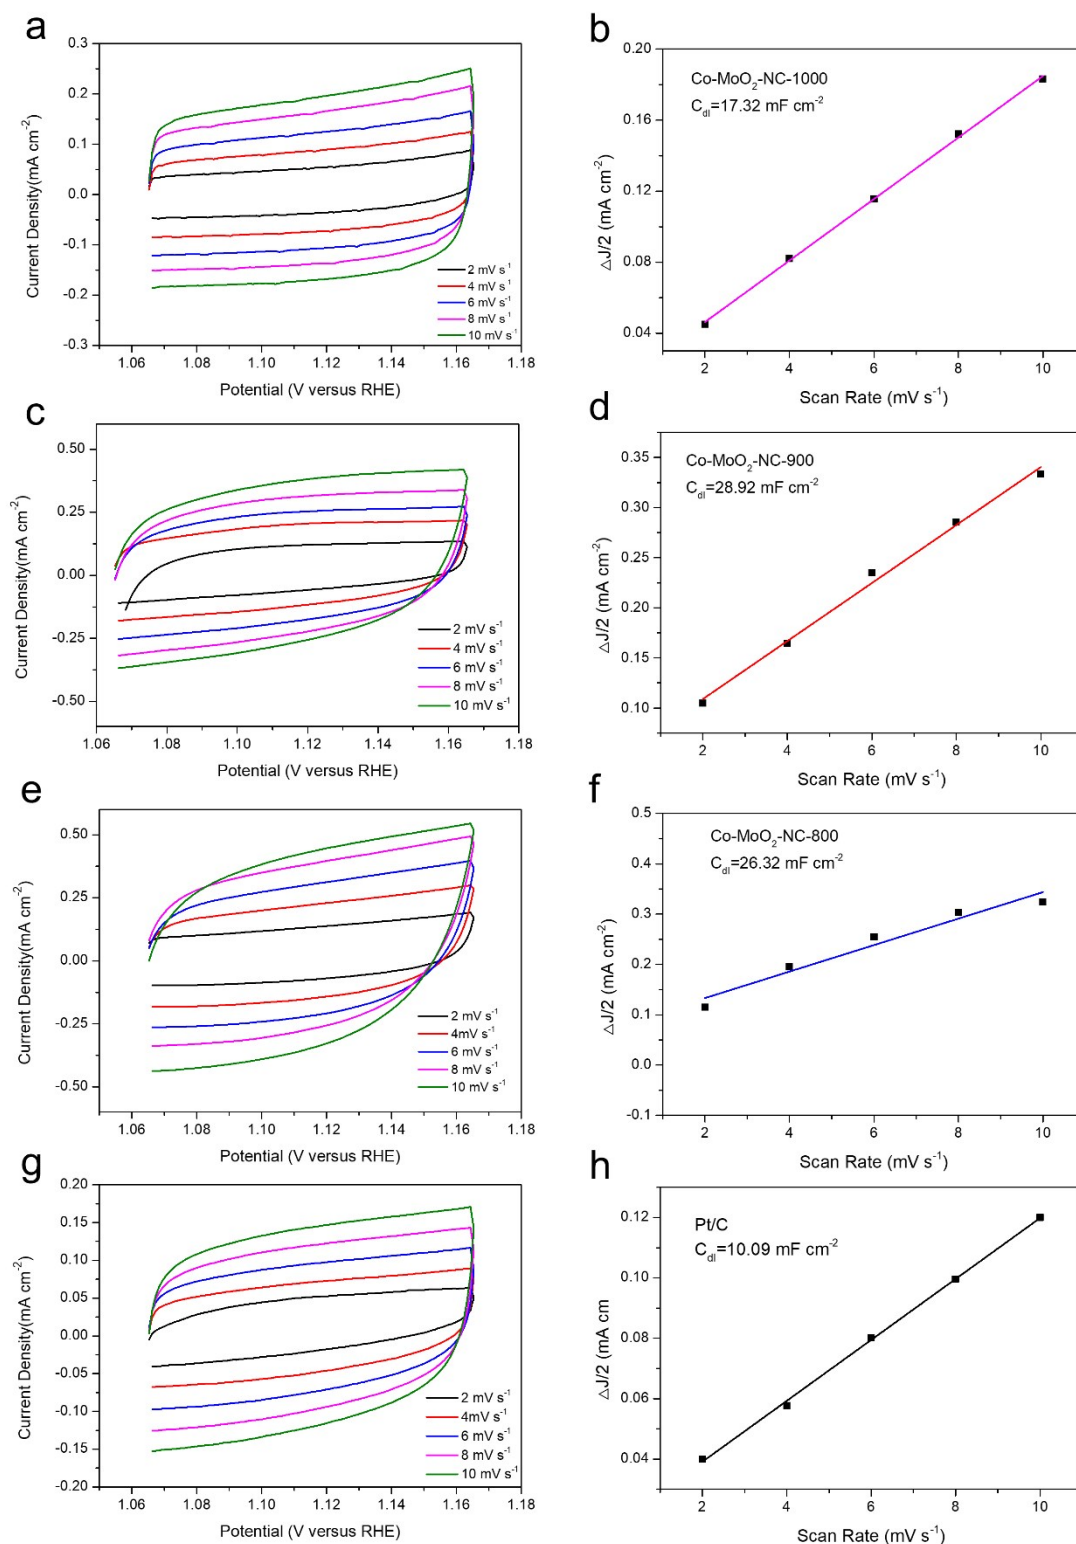 a
0.3
0.2
0.1
0.0
-0.1
-0.2
-0.3
Current Density(mA cm⁻²)
2 mV s⁻¹
4 mV s⁻¹
6 mV s⁻¹
8 mV s⁻¹
10 mV s⁻¹
1.06 1.08 1.10 1.12 1.14 1.16 1.18
Potential (V versus RHE)
b
0.20
0.16
0.12
0.08
0.04
△J/2 (mA cm⁻²)
Co-MoO₂-NC-1000
C_dl=17.32 mF cm⁻²
2 4 6 8 10
Scan Rate (mV s⁻¹)
c
0.50
0.25
0.00
-0.25
-0.50
Current Density(mA cm⁻²)
2 mV s⁻¹
4 mV s⁻¹
6 mV s⁻¹
8 mV s⁻¹
10 mV s⁻¹
1.06 1.08 1.10 1.12 1.14 1.16 1.18
Potential (V versus RHE)
d
0.35
0.30
0.25
0.20
0.15
0.10
△J/2 (mA cm⁻²)
Co-MoO₂-NC-900
C_dl=28.92 mF cm⁻²
2 4 6 8 10
Scan Rate (mV s⁻¹)
e
0.50
0.25
0.00
-0.25
-0.50
Current Density(mA cm⁻²)
2 mV s⁻¹
4mV s⁻¹
6 mV s⁻¹
8 mV s⁻¹
10 mV s⁻¹
1.06 1.08 1.10 1.12 1.14 1.16 1.18
Potential (V versus RHE)
f
0.5
0.4
0.3
0.2
0.1
0.0
-0.1
△J/2 (mA cm⁻²)
Co-MoO₂-NC-800
C_dl=26.32 mF cm⁻²
2 4 6 8 10
Scan Rate (mV s⁻¹)
g
0.20
0.15
0.10
0.05
0.00
-0.05
-0.10
-0.15
-0.20
Current Density(mA cm⁻²)
2 mV s⁻¹
4mV s⁻¹
6 mV s⁻¹
8 mV s⁻¹
10 mV s⁻¹
1.06 1.08 1.10 1.12 1.14 1.16 1.18
Potential (V versus RHE)
h
0.12
0.10
0.08
0.06
0.04
△J/2 (mA cm
Pt/C
C_dl=10.09 mF cm⁻²
2 4 6 8 10
Scan Rate (mV s⁻¹)